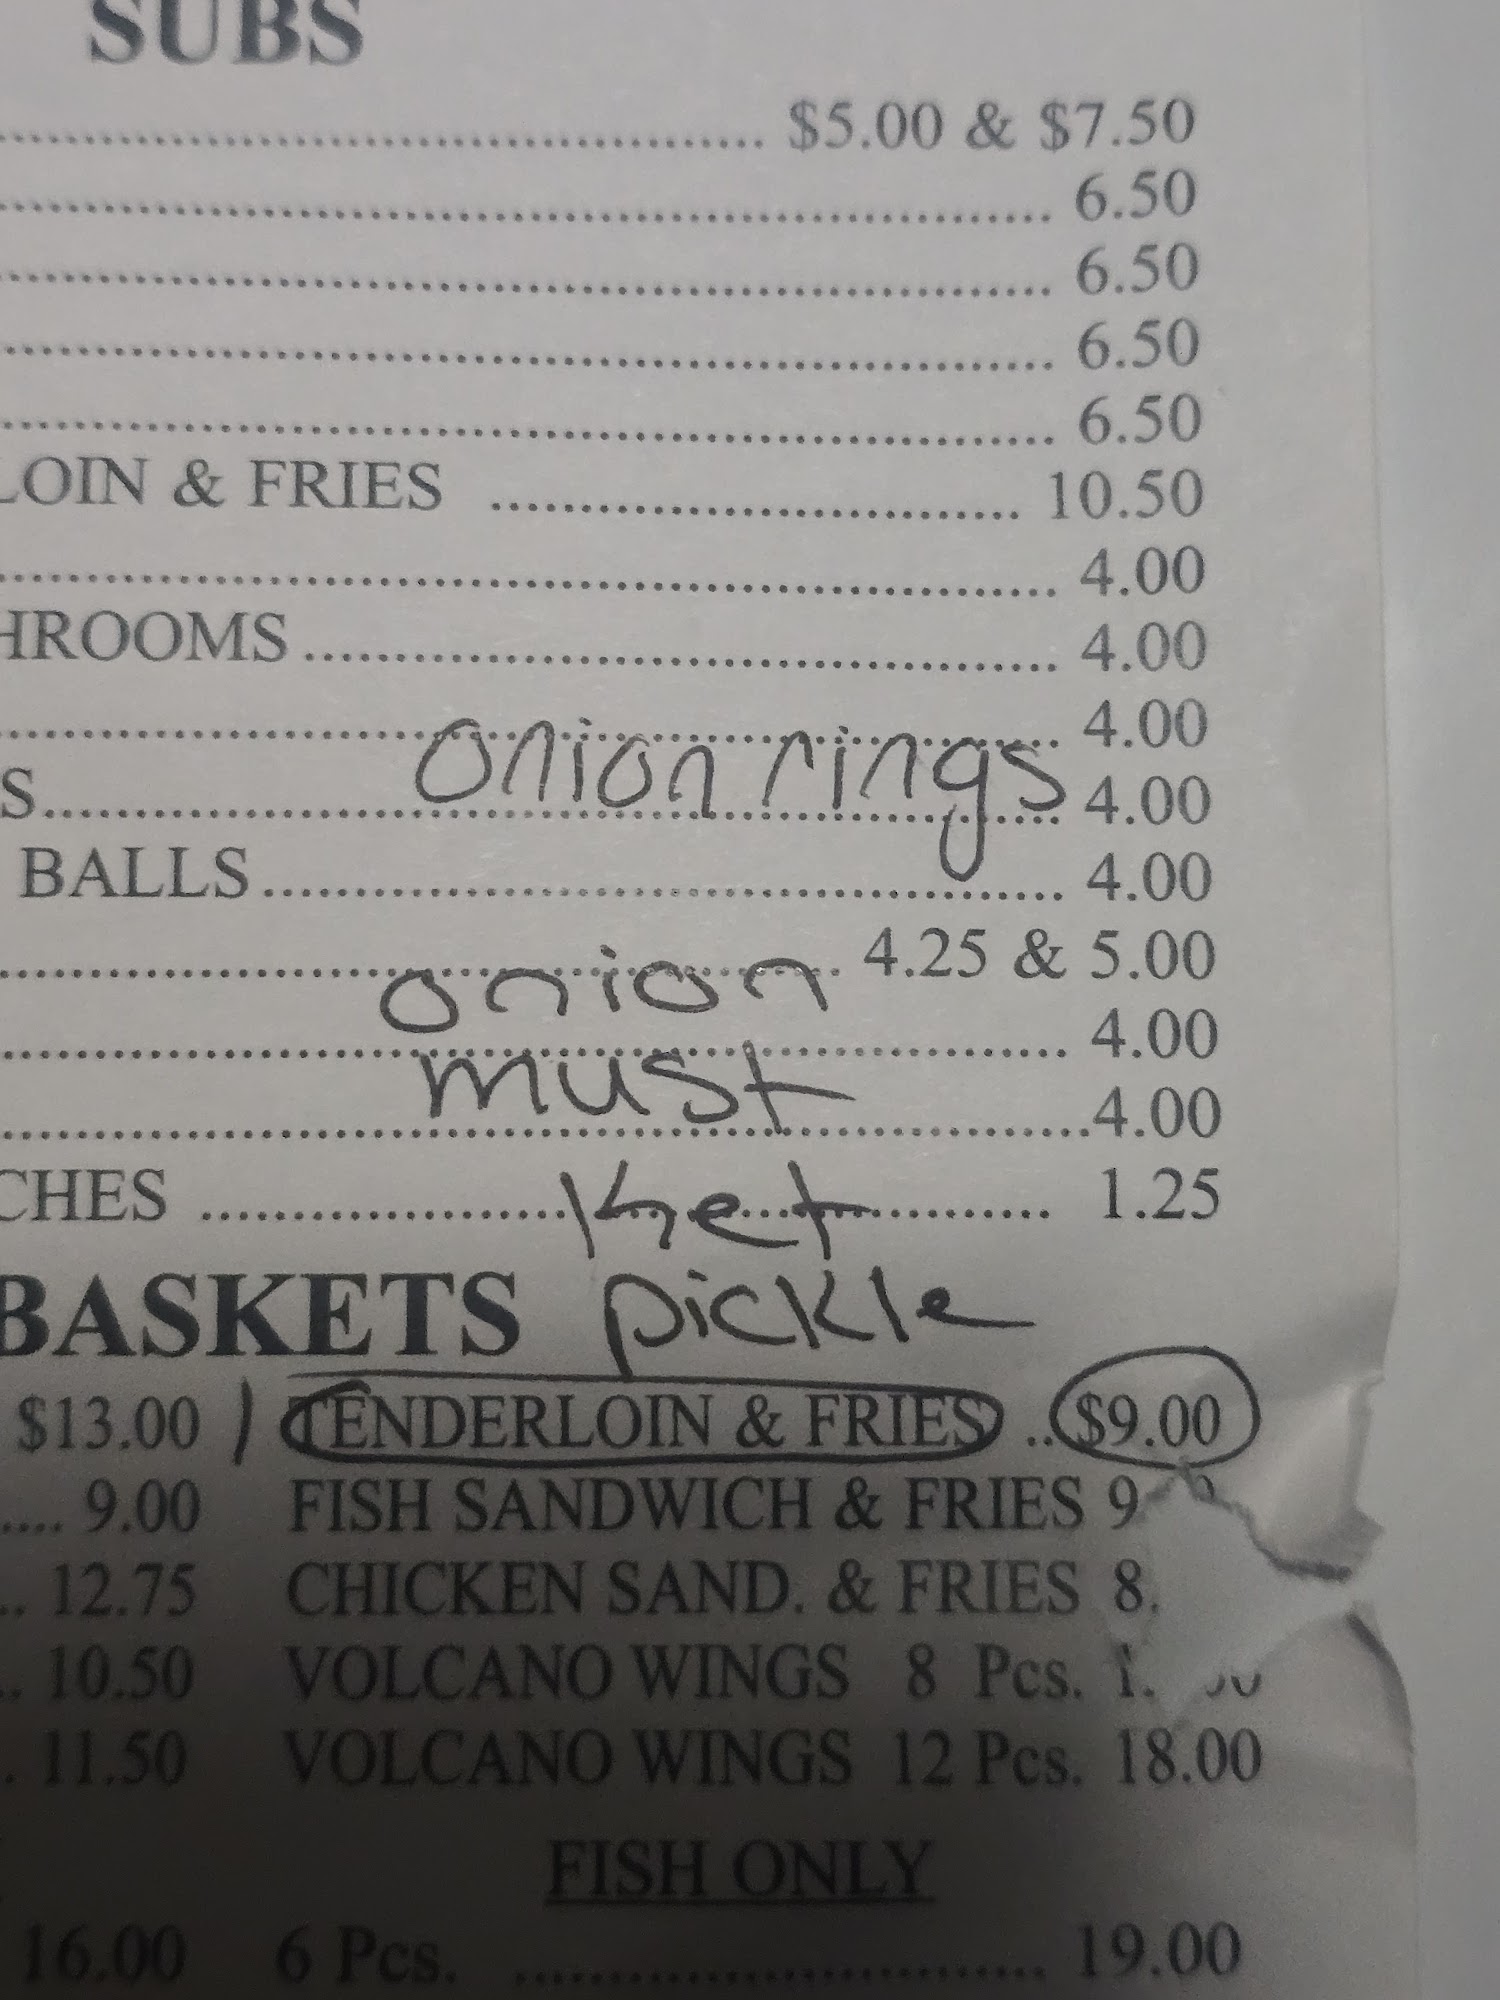 SUBS
$5.00 & $7.50
6.50
6.50
6.50
6.50
LOIN & FRIES 10.50
4.00
HROOMS 4.00
4.00
onion rings
S 4.00
BALLS 4.00
4.25 & 5.00
onion
4.00
must
4.00
CHES 1.25
Ket
BASKETS pickle
$13.00 / TENDERLOIN & FRIES .. $9.00
.... 9.00 FISH SANDWICH & FRIES 9
.. 12.75 CHICKEN SAND. & FRIES 8.
.. 10.50 VOLCANO WINGS 8 Pcs.
. 11.50 VOLCANO WINGS 12 Pcs. 18.00
FISH ONLY
16.00 6 Pcs. 19.00